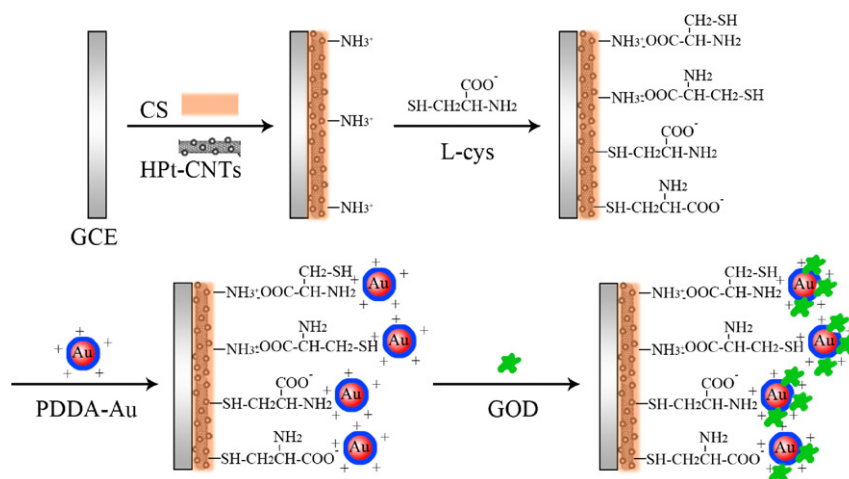 GCE
CS
HPt-CNTs
NH3+
NH3+
NH3+
COO-
SH-CH2CH-NH2
L-cys
CH2-SH
NH3+-OOC-CH-NH2
NH2
NH3-OOC-CH-CH2-SH
COO-
SH-CH2CH-NH2
NH2
SH-CH2CH-COO-
+ + + + Au
PDDA-Au
CH2-SH
NH3+-OOC-CH-NH2
Au
NH2
NH3-OOC-CH-CH2-SH
Au
COO-
SH-CH2CH-NH2
Au
NH2
SH-CH2CH-COO-
Au
GOD
CH2-SH
NH3+-OOC-CH-NH2
Au
NH2
NH3-OOC-CH-CH2-SH
Au
COO-
SH-CH2CH-NH2
Au
NH2
SH-CH2CH-COO-
Au